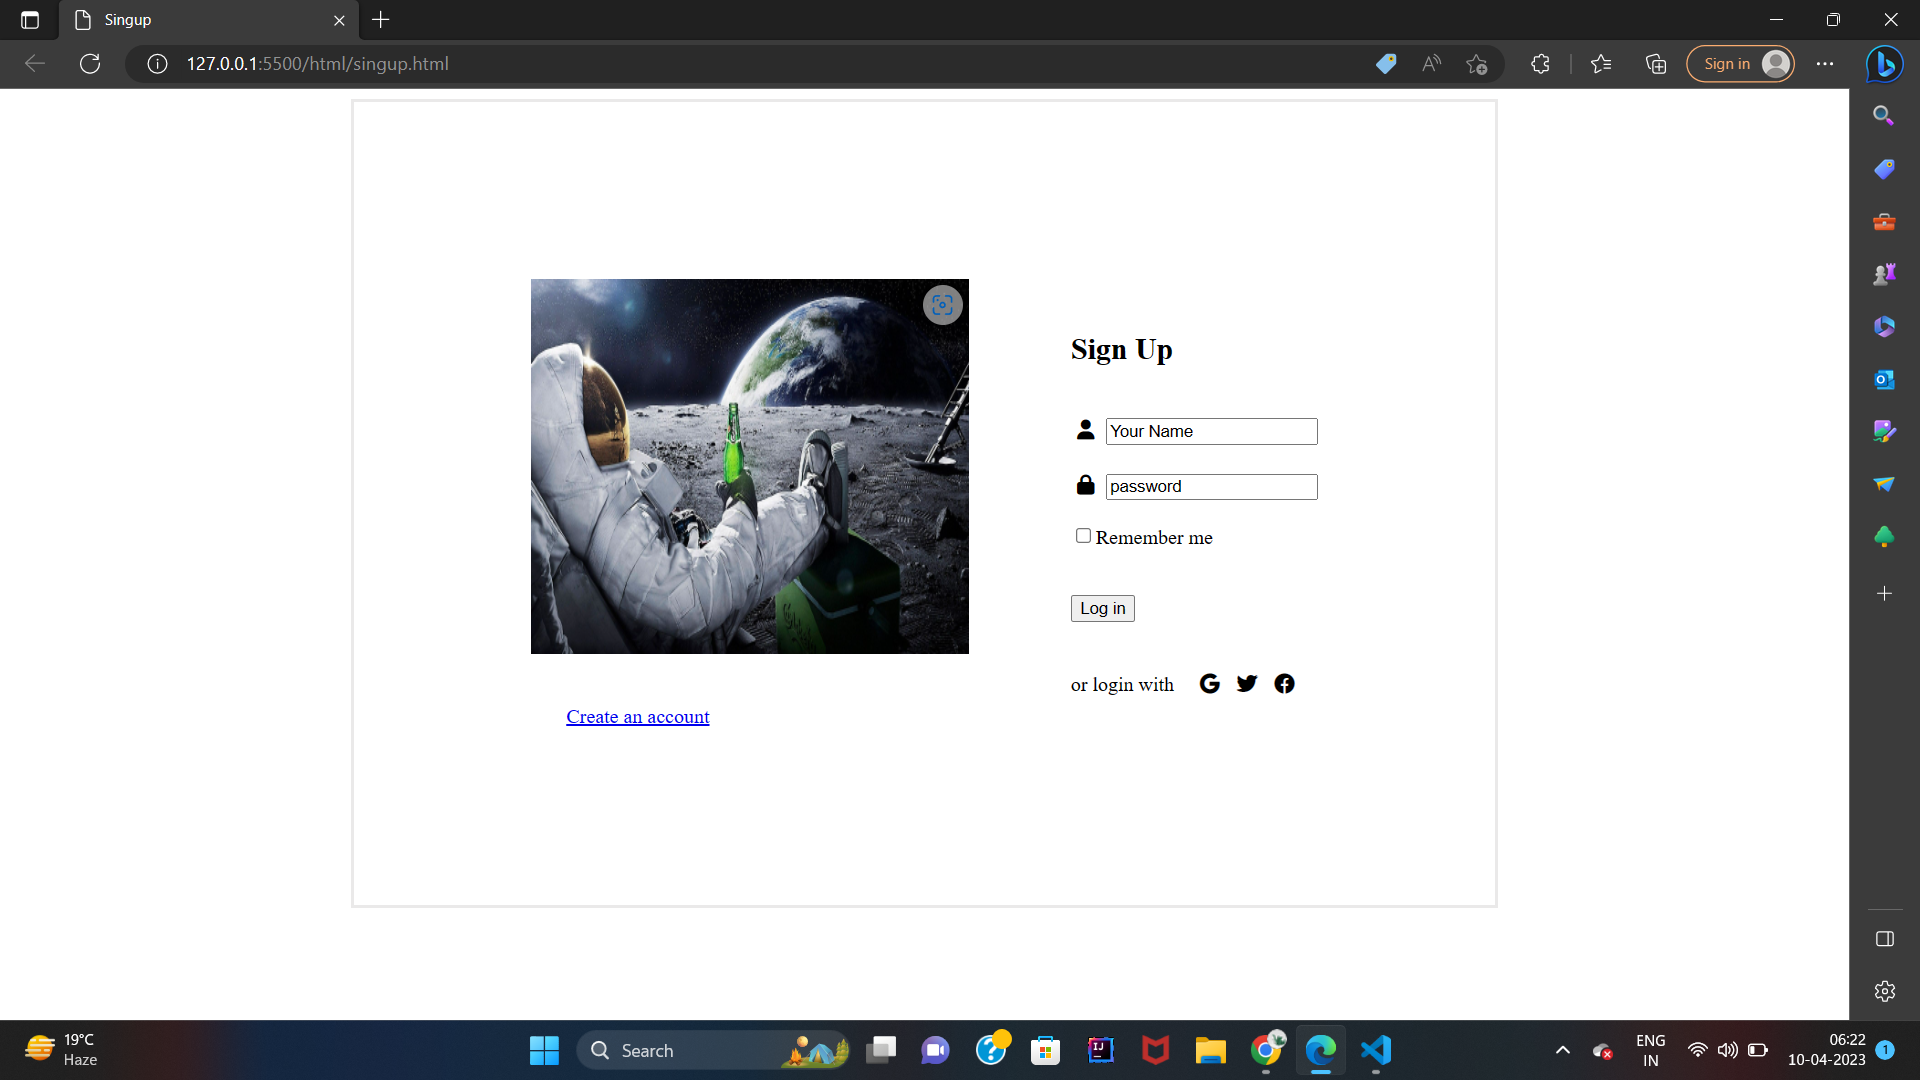 Singup
127.0.0.1:5500/html/singup.html
Sign in
Sign Up
Your Name
password
Remember me
Log in
or login with
Create an account
19°C
Haze
Search
ENG
IN
06:22
10-04-2023
1